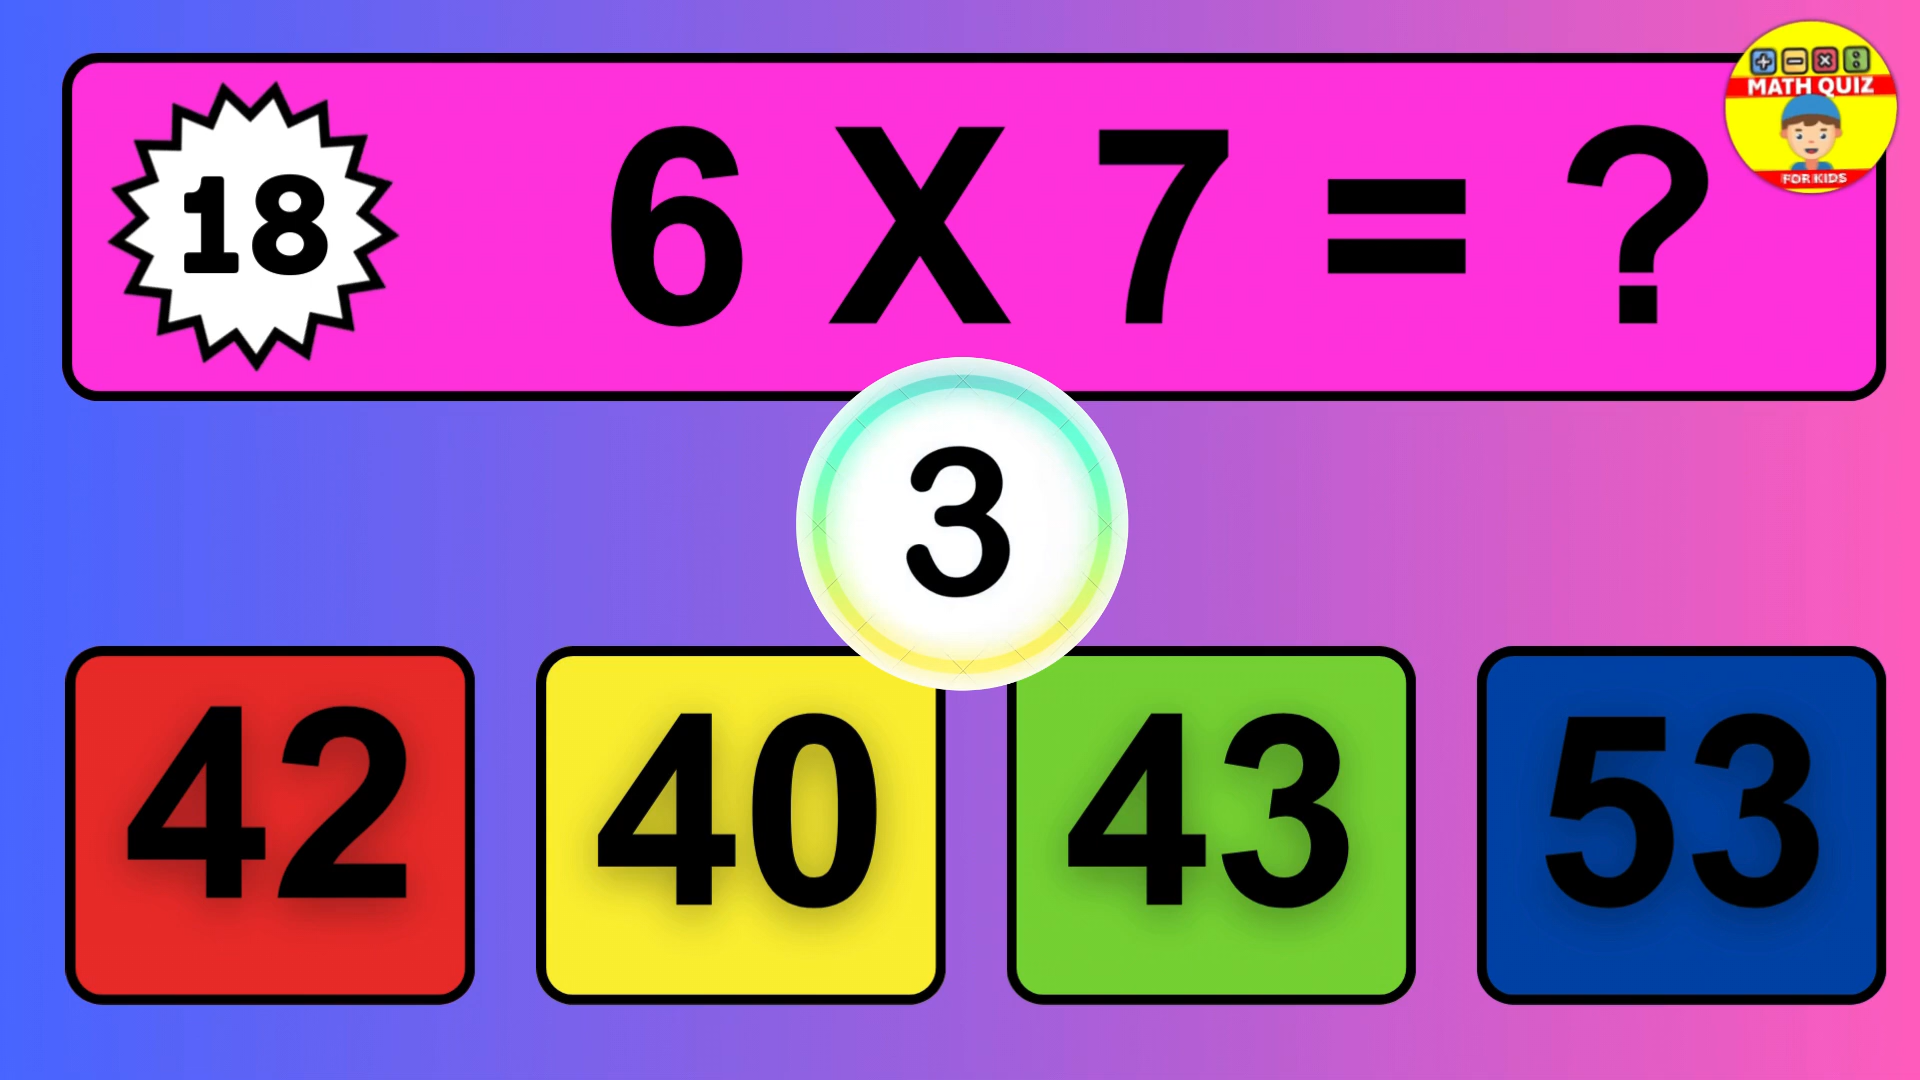 18
6 X 7 = ?
+ − × :
MATH QUIZ
FOR KIDS
3
42
40
43
53